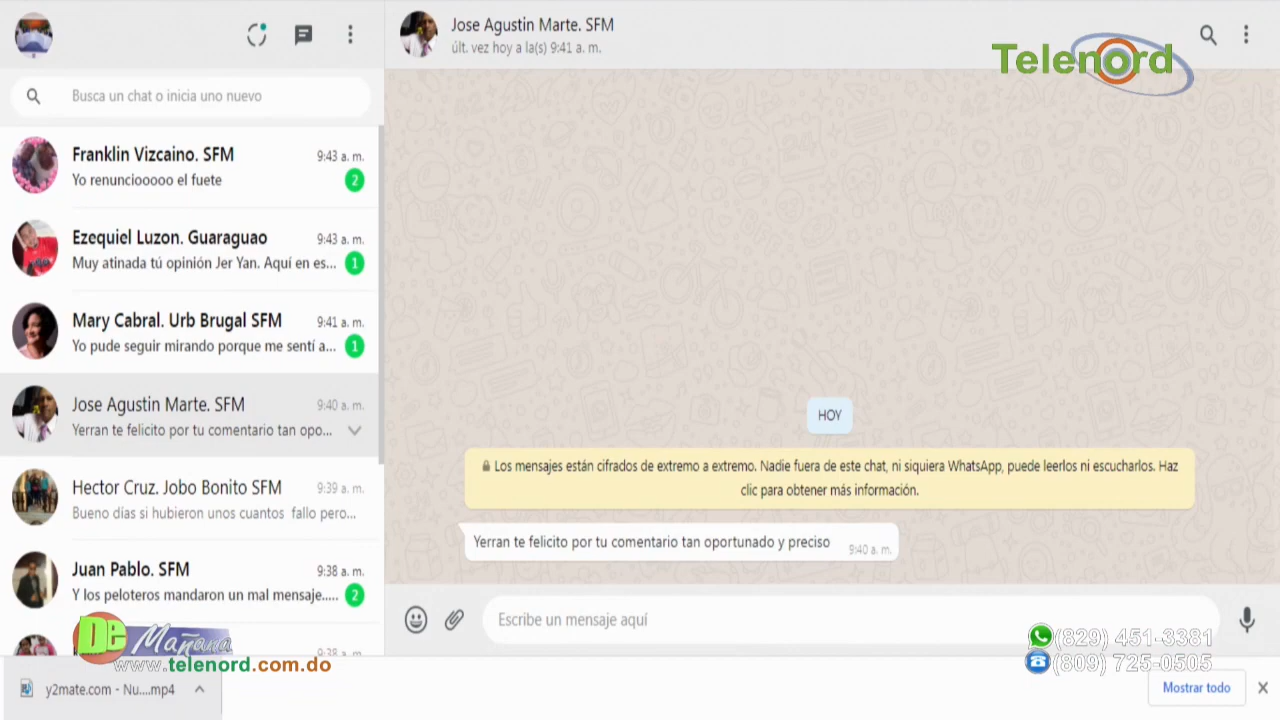 Jose Agustin Marte. SFM
últ. vez hoy a la(s) 9:41 a. m.
Telenord
Busca un chat o inicia uno nuevo
Franklin Vizcaino. SFM
9:43 a. m.
Yo renunciooooo el fuete
2
Ezequiel Luzon. Guaraguao
9:43 a. m.
Muy atinada tú opinión Jer Yan. Aquí en es...
1
Mary Cabral. Urb Brugal SFM
9:41 a. m.
Yo pude seguir mirando porque me sentí a...
1
Jose Agustin Marte. SFM
9:40 a. m.
Yerran te felicito por tu comentario tan opo...
Hector Cruz. Jobo Bonito SFM
9:39 a. m.
Bueno días si hubieron unos cuantos fallo pero...
Juan Pablo. SFM
9:38 a. m.
Y los peloteros mandaron un mal mensaje.....
2
9:38 a. m.
HOY
Los mensajes están cifrados de extremo a extremo. Nadie fuera de este chat, ni siquiera WhatsApp, puede leerlos ni escucharlos. Haz
clic para obtener más información.
Yerran te felicito por tu comentario tan oportunado y preciso
9:40 a. m.
Escribe un mensaje aquí
De Mañana
www.telenord.com.do
(829) 451-3381
(809) 725-0505
y2mate.com - Nu....mp4
Mostrar todo